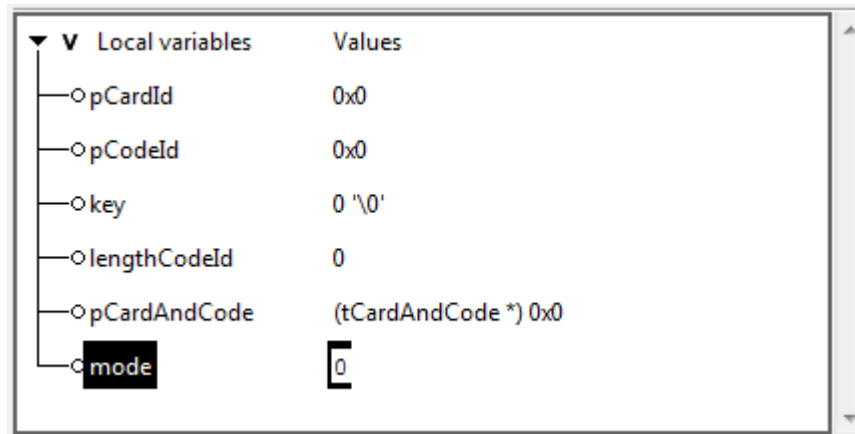 V Local variables Values
pCardId 0x0
pCodeId 0x0
key 0 '\0'
lengthCodeId 0
pCardAndCode (tCardAndCode *) 0x0
mode 0